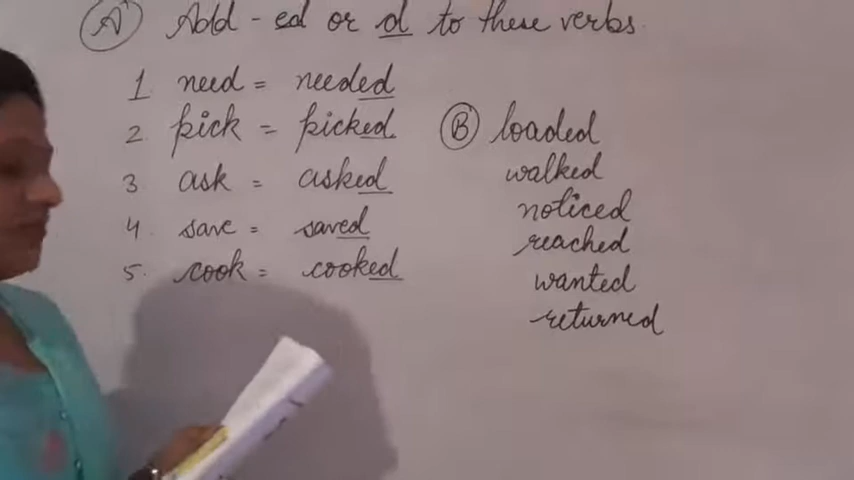 A Add - ed or d to these verbs
1 need = needed
2 pick = picked
3 ask = asked
4 save = saved
5. cook = cooked
B loaded
walked
noticed
reached
wanted
returned